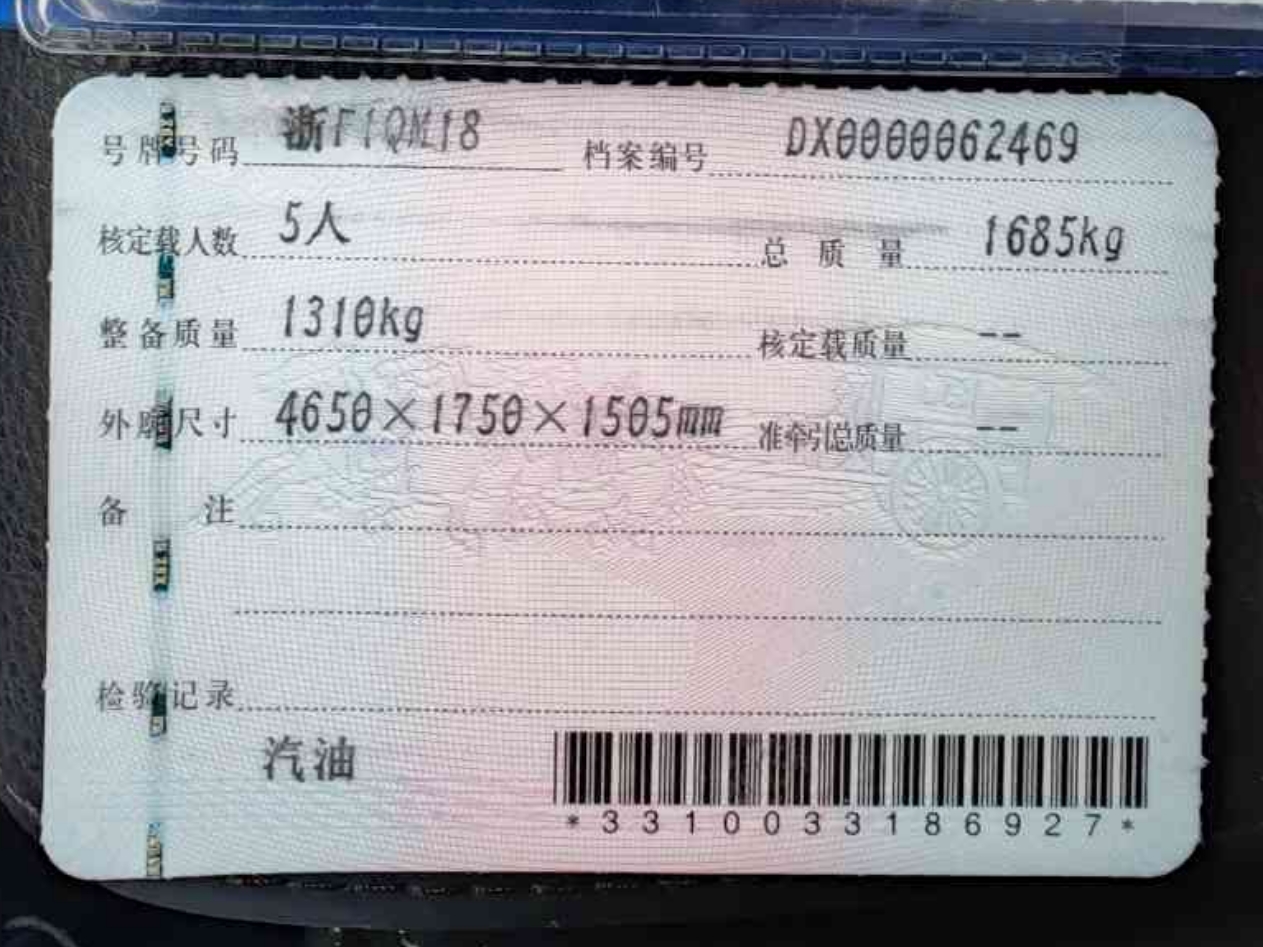 号牌号码 浙F1QM18 档案编号 DX0000062469
核定载人数 5人 总质量 1685kg
整备质量 1310kg 核定载质量 --
外廓尺寸 4650×1750×1505mm 准牵引总质量 --
备注
检验记录
汽油
*3310033186927*